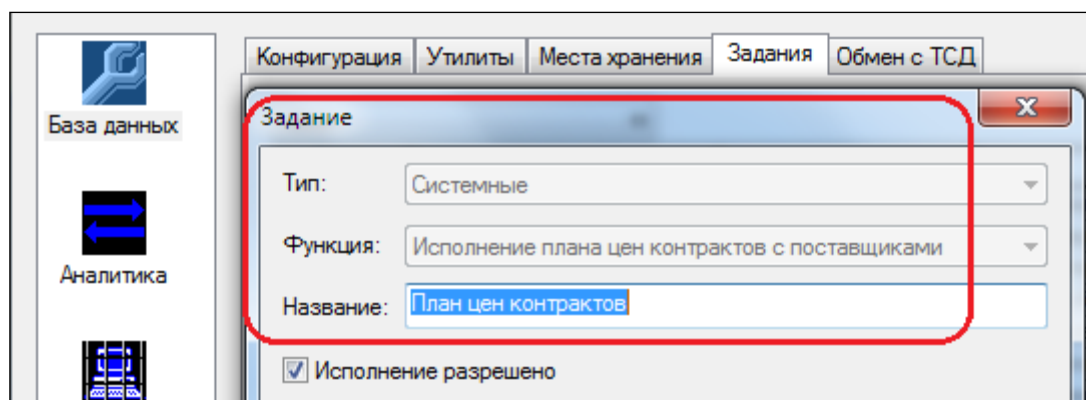 Конфигурация Утилиты Места хранения Задания Обмен с ТСД
База данных
Задание
Тип: Системные
Функция: Исполнение плана цен контрактов с поставщиками
Аналитика
Название: План цен контрактов
Исполнение разрешено